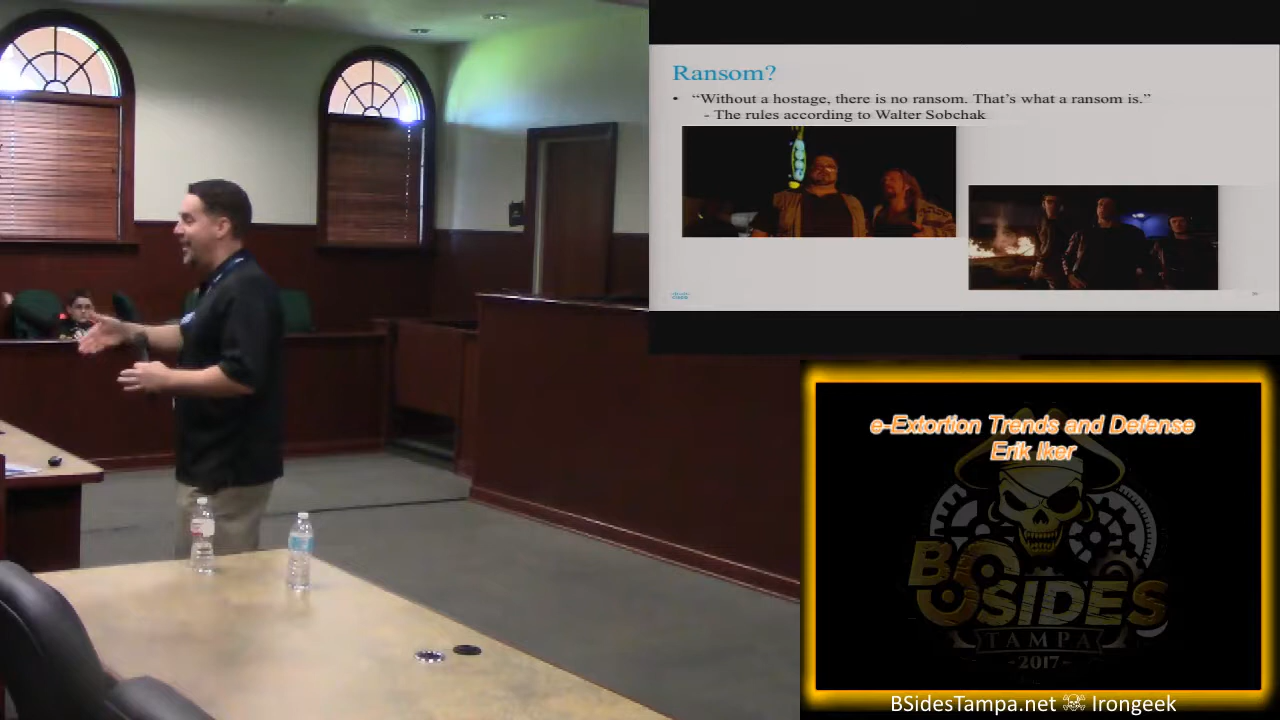 Ransom?
• “Without a hostage, there is no ransom. That’s what a ransom is.”
- The rules according to Walter Sobchak
e-Extortion Trends and Defense
Erik Iker
BSIDES
TAMPA
-2017-
BSidesTampa.net ☠ Irongeek